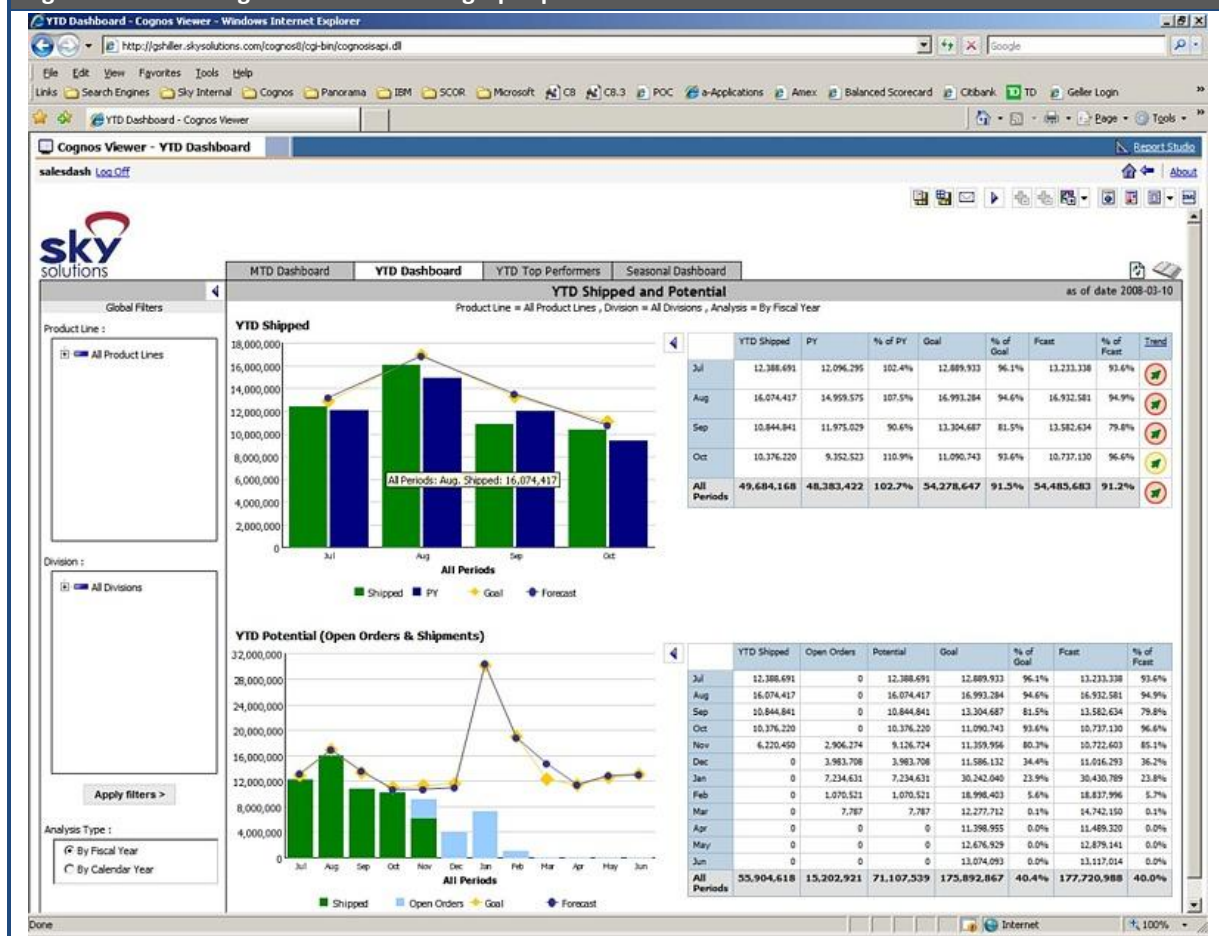 YTD Dashboard - Cognos Viewer - Windows Internet Explorer
http://gshiller.skysolutions.com/cognos8/cgi-bin/cognosisapi.dll
Google
File Edit View Favorites Tools Help
Links Search Engines Sky Internal Cognos Panorama IBM SCOR Microsoft C8 C8.3 POC a-Applications Amex Balanced Scorecard Citibank TD Geller Login
YTD Dashboard - Cognos Viewer
Page Tools
Cognos Viewer - YTD Dashboard
Report Studio
salesdash Log Off
About
sky
solutions
MTD Dashboard YTD Dashboard YTD Top Performers Seasonal Dashboard
YTD Shipped and Potential
as of date 2008-03-10
Product Line = All Product Lines , Division = All Divisions , Analysis = By Fiscal Year
Global Filters
Product Line :
All Product Lines
Division :
All Divisions
Apply filters >
Analysis Type :
By Fiscal Year
By Calendar Year
YTD Shipped
18,000,000
16,000,000
14,000,000
12,000,000
10,000,000
8,000,000
6,000,000
4,000,000
2,000,000
0
All Periods: Aug. Shipped: 16,074,417
Jul Aug Sep Oct
All Periods
Shipped PY Goal Forecast
YTD Shipped PY % of PY Goal % of Goal Fcast % of Fcast Trend
Jul 12,388,691 12,096,295 102.4% 12,889,933 96.1% 13,233,338 93.6%
Aug 16,074,417 14,959,575 107.5% 16,993,284 94.6% 16,932,581 94.9%
Sep 10,844,841 11,975,029 90.6% 13,304,687 81.5% 13,582,634 79.8%
Oct 10,376,220 9,352,523 110.9% 11,090,743 93.6% 10,737,130 96.6%
All Periods 49,684,168 48,383,422 102.7% 54,278,647 91.5% 54,485,683 91.2%
YTD Potential (Open Orders & Shipments)
32,000,000
28,000,000
24,000,000
20,000,000
16,000,000
12,000,000
8,000,000
4,000,000
0
Jul Aug Sep Oct Nov Dec Jan Feb Mar Apr May Jun
All Periods
Shipped Open Orders Goal Forecast
YTD Shipped Open Orders Potential Goal % of Goal Fcast % of Fcast
Jul 12,388,691 0 12,388,691 12,889,933 96.1% 13,233,338 93.6%
Aug 16,074,417 0 16,074,417 16,993,284 94.6% 16,932,581 94.9%
Sep 10,844,841 0 10,844,841 13,304,687 81.5% 13,582,634 79.8%
Oct 10,376,220 0 10,376,220 11,090,743 93.6% 10,737,130 96.6%
Nov 6,220,450 2,906,274 9,126,724 11,359,956 80.3% 10,722,603 85.1%
Dec 0 3,983,708 3,983,708 11,586,132 34.4% 11,016,293 36.2%
Jan 0 7,234,631 7,234,631 30,242,040 23.9% 30,430,789 23.8%
Feb 0 1,070,521 1,070,521 18,998,403 5.6% 18,837,996 5.7%
Mar 0 7,787 7,787 12,277,712 0.1% 14,742,150 0.1%
Apr 0 0 0 11,398,955 0.0% 11,489,320 0.0%
May 0 0 0 12,676,929 0.0% 12,879,141 0.0%
Jun 0 0 0 13,074,093 0.0% 13,117,014 0.0%
All Periods 55,904,618 15,202,921 71,107,539 175,892,867 40.4% 177,720,988 40.0%
Done
Internet
100%